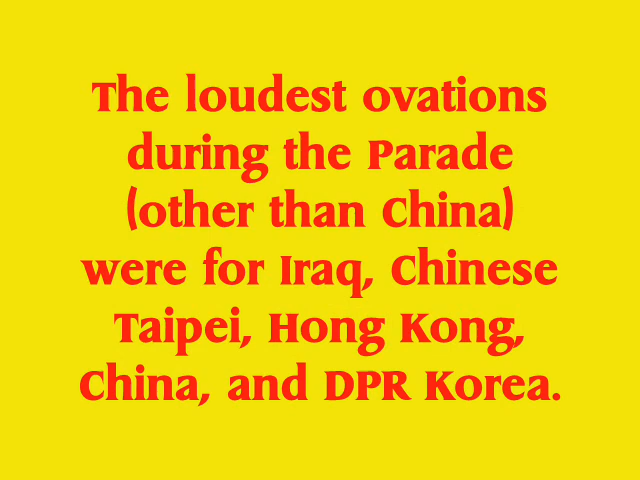 The loudest ovations
during the Parade
(other than China)
were for Iraq, Chinese
Taipei, Hong Kong,
China, and DPR Korea.